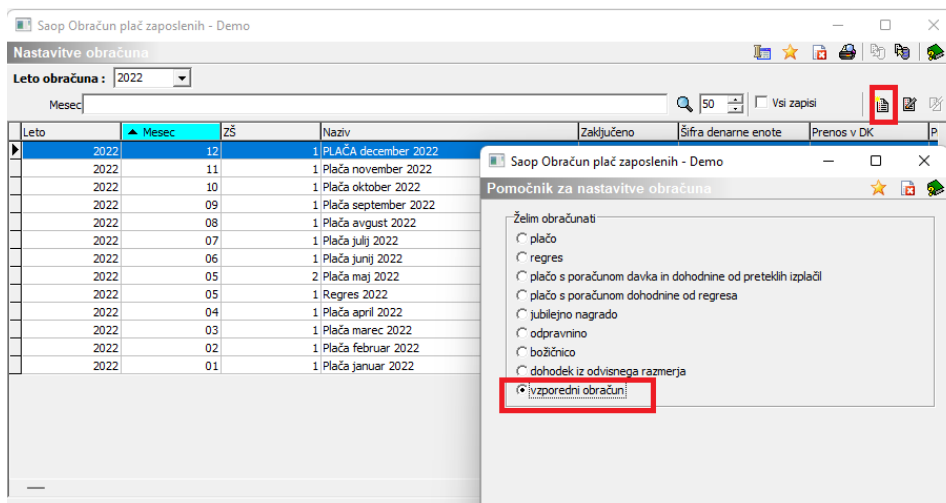 Saop Obračun plač zaposlenih - Demo
Nastavitve obračuna
Leto obračuna : 2022
Mesec 50 Vsi zapisi
Leto Mesec ZŠ Naziv Zaključeno Šifra denarne enote Prenos v DK P
2022 12 1 PLAČA december 2022
2022 11 1 Plača november 2022
2022 10 1 Plača oktober 2022
2022 09 1 Plača september 2022
2022 08 1 Plača avgust 2022
2022 07 1 Plača julij 2022
2022 06 1 Plača junij 2022
2022 05 2 Plača maj 2022
2022 05 1 Regres 2022
2022 04 1 Plača april 2022
2022 03 1 Plača marec 2022
2022 02 1 Plača februar 2022
2022 01 1 Plača januar 2022
Saop Obračun plač zaposlenih - Demo
Pomočnik za nastavitve obračuna
Želim obračunati
plačo
regres
plačo s poračunom davka in dohodnine od preteklih izplačil
plačo s poračunom dohodnine od regresa
jubilejno nagrado
odpravnino
božičnico
dohodek iz odvisnega razmerja
vzporedni obračun